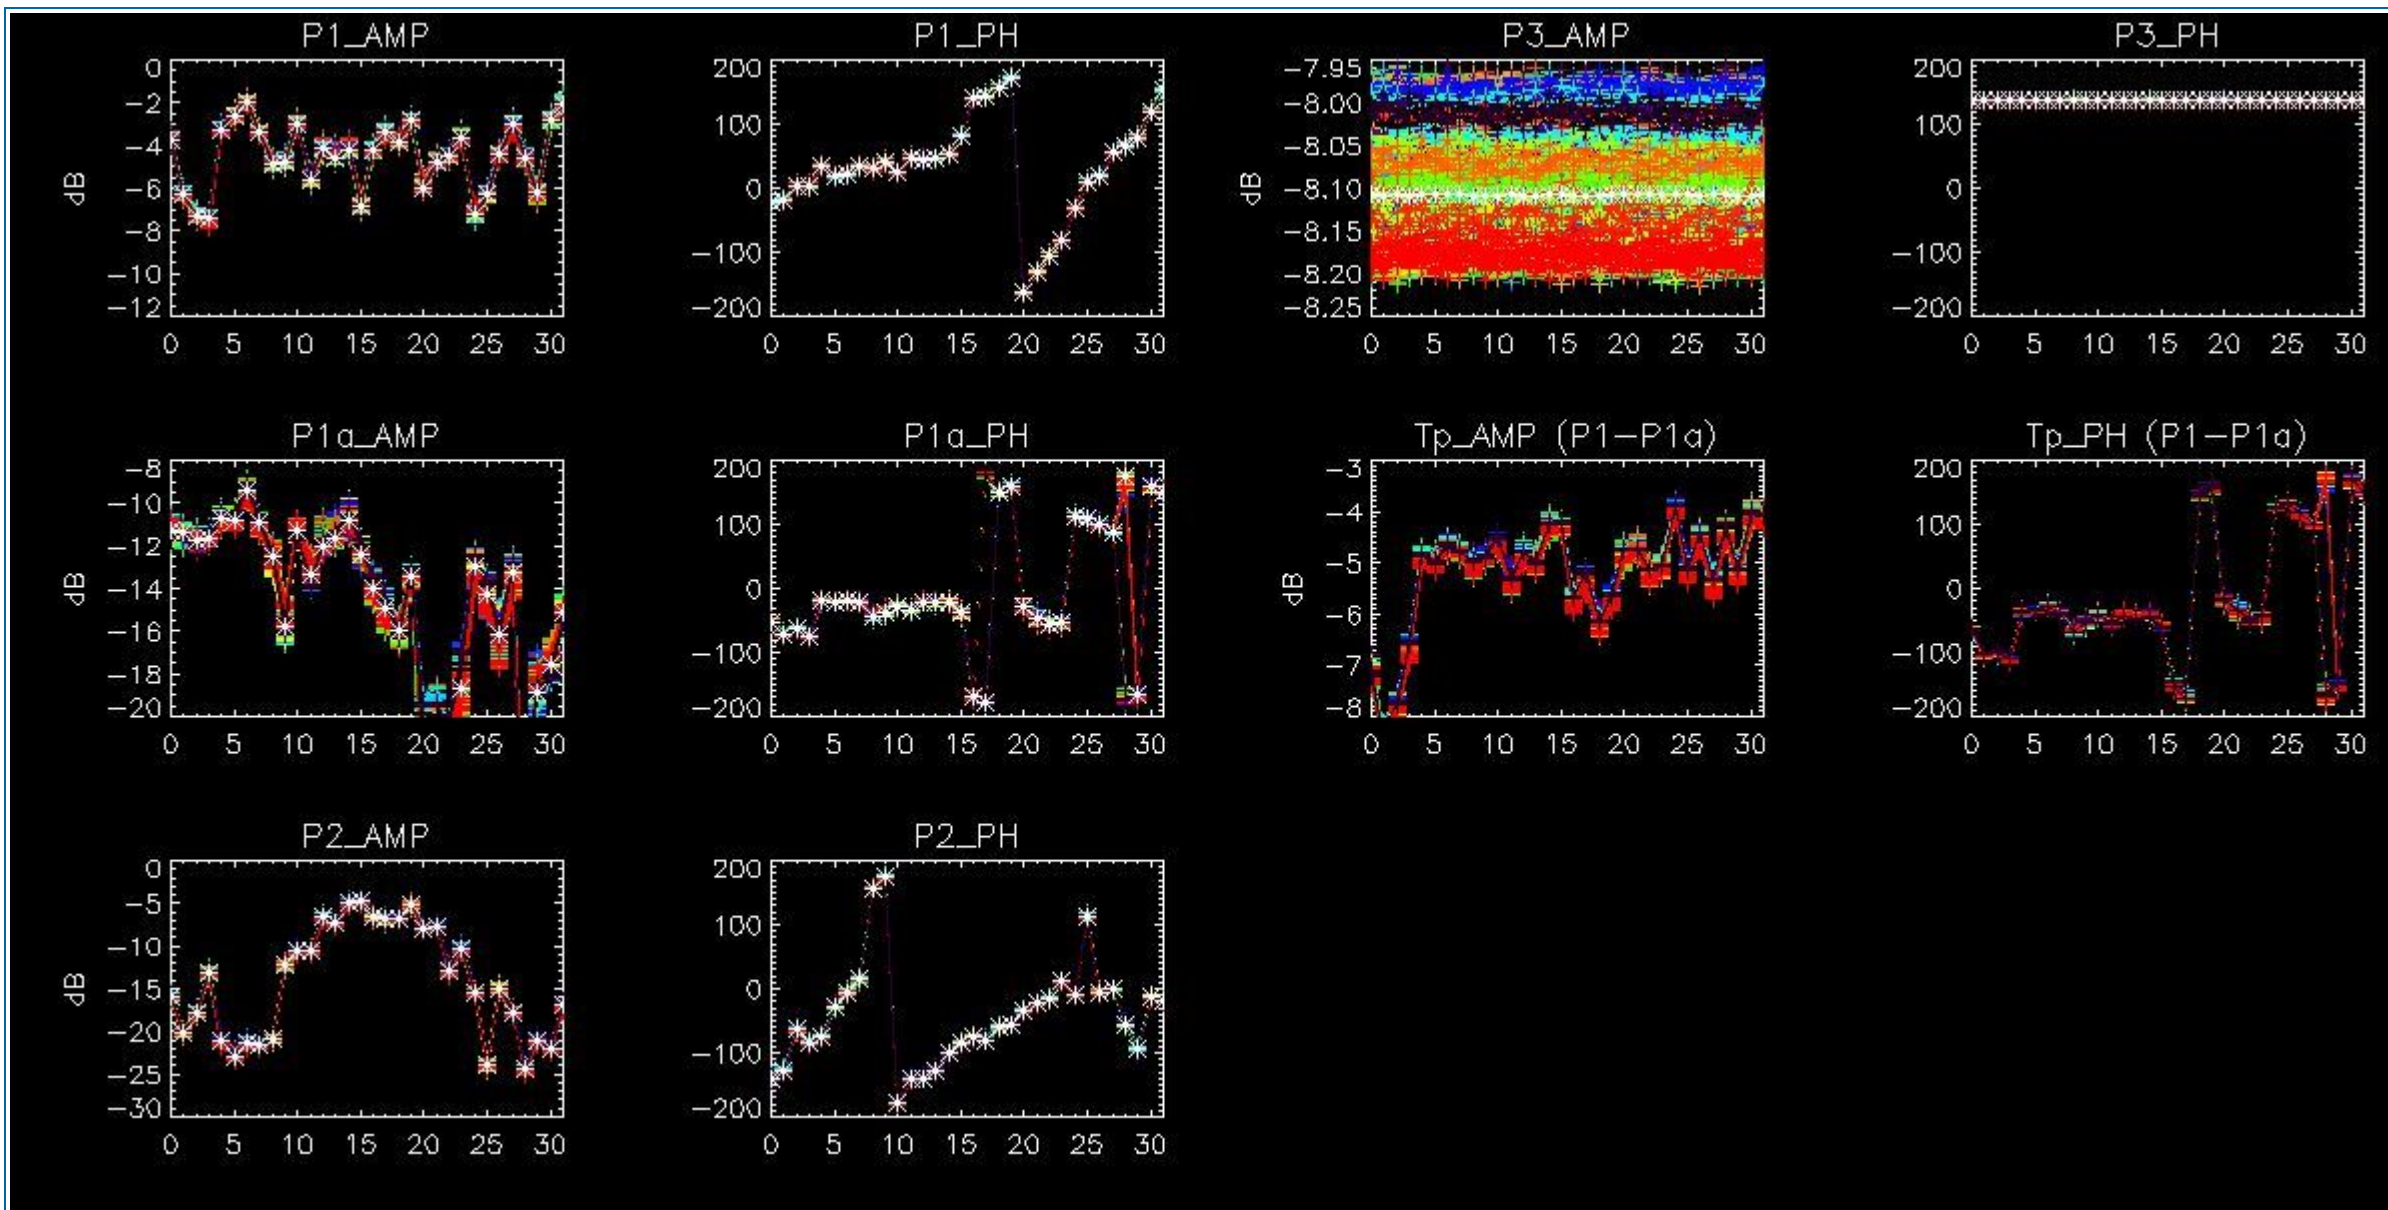 P1_AMP P1_PH P3_AMP P3_PH
0 200 -7.95 200
-2 -8.00
100 100
-4 -8.05
dB 0 dB -8.10 0
-6
-8 -8.15
-100 -100
-10 -8.20
-12 -200 -8.25 -200
0 5 10 15 20 25 30 0 5 10 15 20 25 30 0 5 10 15 20 25 30 0 5 10 15 20 25 30
P1a_AMP P1a_PH Tp_AMP (P1-P1a) Tp_PH (P1-P1a)
-8 200 -3 200
-10 100 -4 100
-12 -5
dB -14 0 dB 0
-16 -6
-18 -100 -7 -100
-20 -200 -8 -200
0 5 10 15 20 25 30 0 5 10 15 20 25 30 0 5 10 15 20 25 30 0 5 10 15 20 25 30
P2_AMP P2_PH
0 200
-5 100
-10
dB -15 0
-20 -100
-25
-30 -200
0 5 10 15 20 25 30 0 5 10 15 20 25 30